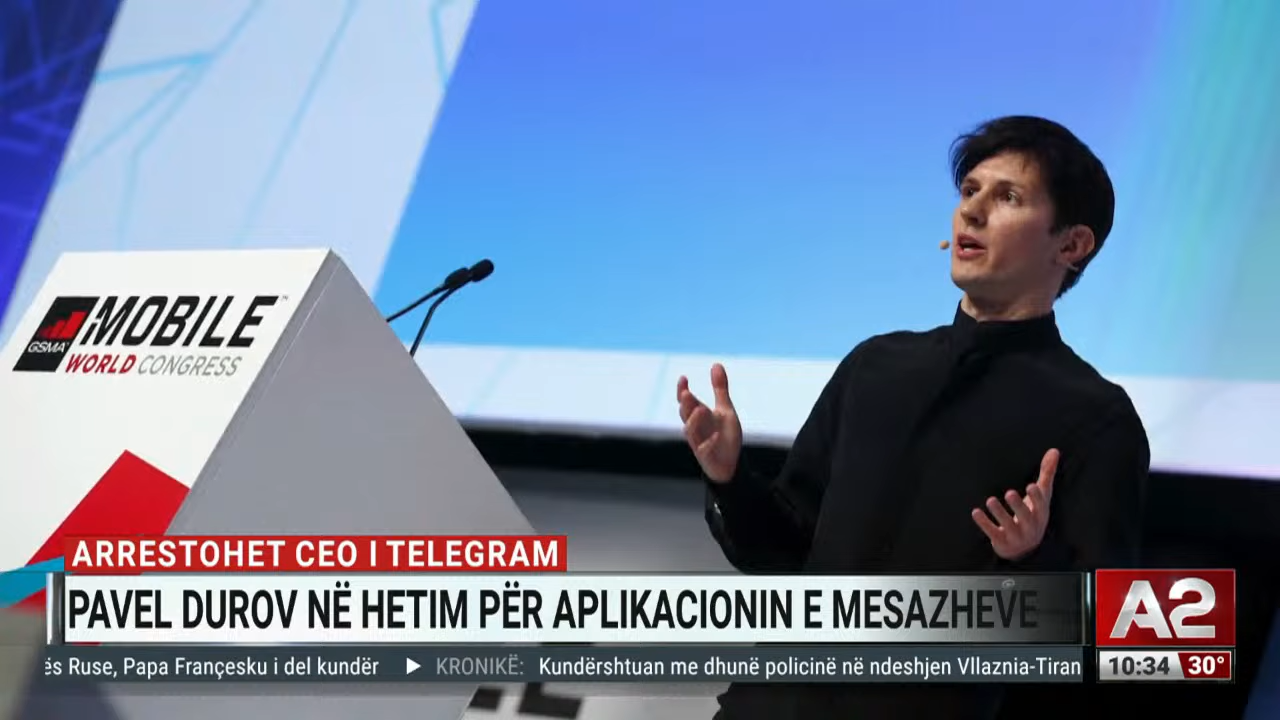 GSMA
MOBILE
WORLD CONGRESS
ARRESTOHET CEO I TELEGRAM
PAVEL DUROV NË HETIM PËR APLIKACIONIN E MESAZHEVE
A2
Ruse, Papa Françesku i del kundër ▶ KRONIKË: Kundërshtuan me dhunë policinë në ndeshjen Vllaznia-Tiran
10:34 30°